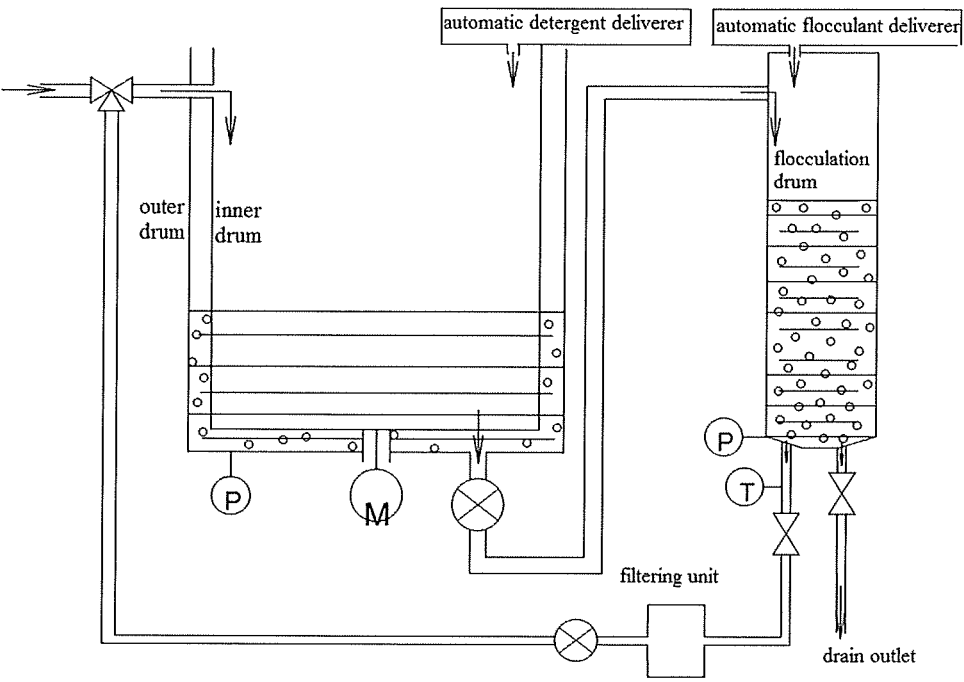 automatic detergent deliverer
automatic flocculant deliverer
flocculation
drum
outer
drum
inner
drum
P
M
P
T
filtering unit
drain outlet